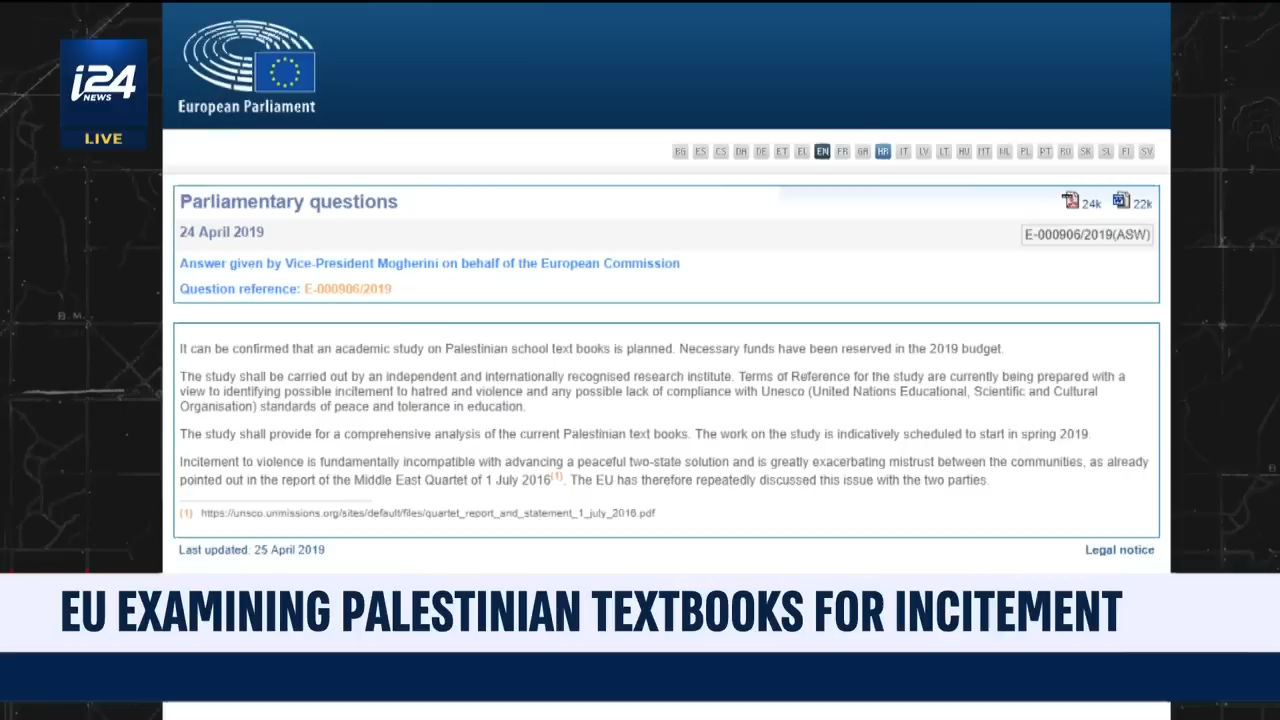 i24
NEWS
LIVE
European Parliament
BG ES CS DA DE ET EL EN FR GA HR IT LV LT HU MT NL PL PT RO SK SL FI SV
Parliamentary questions
24k 22k
24 April 2019
E-000906/2019(ASW)
Answer given by Vice-President Mogherini on behalf of the European Commission
Question reference: E-000906/2019
It can be confirmed that an academic study on Palestinian school text books is planned. Necessary funds have been reserved in the 2019 budget.
The study shall be carried out by an independent and internationally recognised research institute. Terms of Reference for the study are currently being prepared with a
view to identifying possible incitement to hatred and violence and any possible lack of compliance with Unesco (United Nations Educational, Scientific and Cultural
Organisation) standards of peace and tolerance in education.
The study shall provide for a comprehensive analysis of the current Palestinian text books. The work on the study is indicatively scheduled to start in spring 2019.
Incitement to violence is fundamentally incompatible with advancing a peaceful two-state solution and is greatly exacerbating mistrust between the communities, as already
pointed out in the report of the Middle East Quartet of 1 July 2016(1). The EU has therefore repeatedly discussed this issue with the two parties.
(1) https://unsco.unmissions.org/sites/default/files/quartet_report_and_statement_1_july_2016.pdf
Last updated: 25 April 2019
Legal notice
B. M.
EU EXAMINING PALESTINIAN TEXTBOOKS FOR INCITEMENT